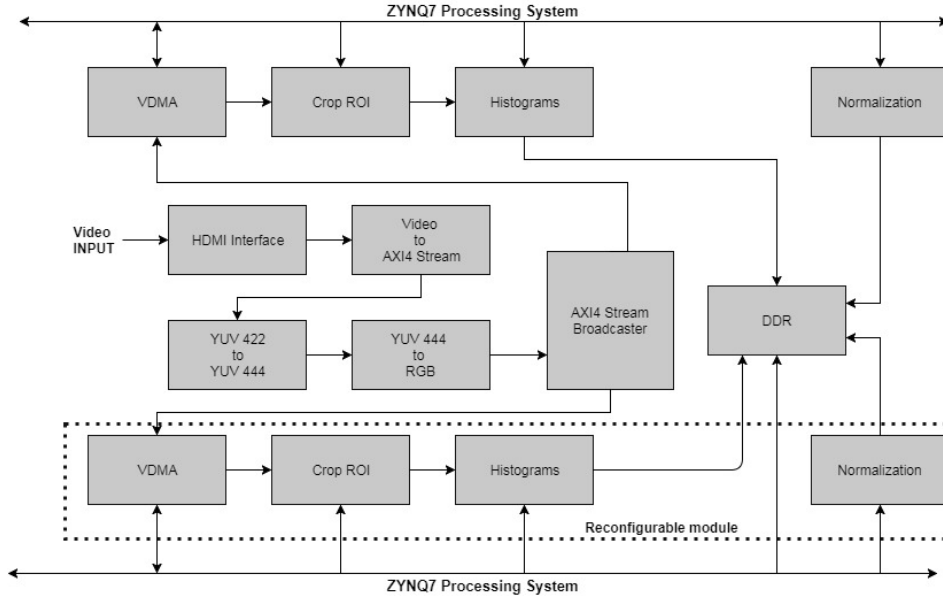 ZYNQ7 Processing System
VDMA
Crop ROI
Histograms
Normalization
Video
INPUT
HDMI Interface
Video
to
AXI4 Stream
AXI4 Stream
Broadcaster
DDR
YUV 422
to
YUV 444
YUV 444
to
RGB
VDMA
Crop ROI
Histograms
Normalization
Reconfigurable module
ZYNQ7 Processing System